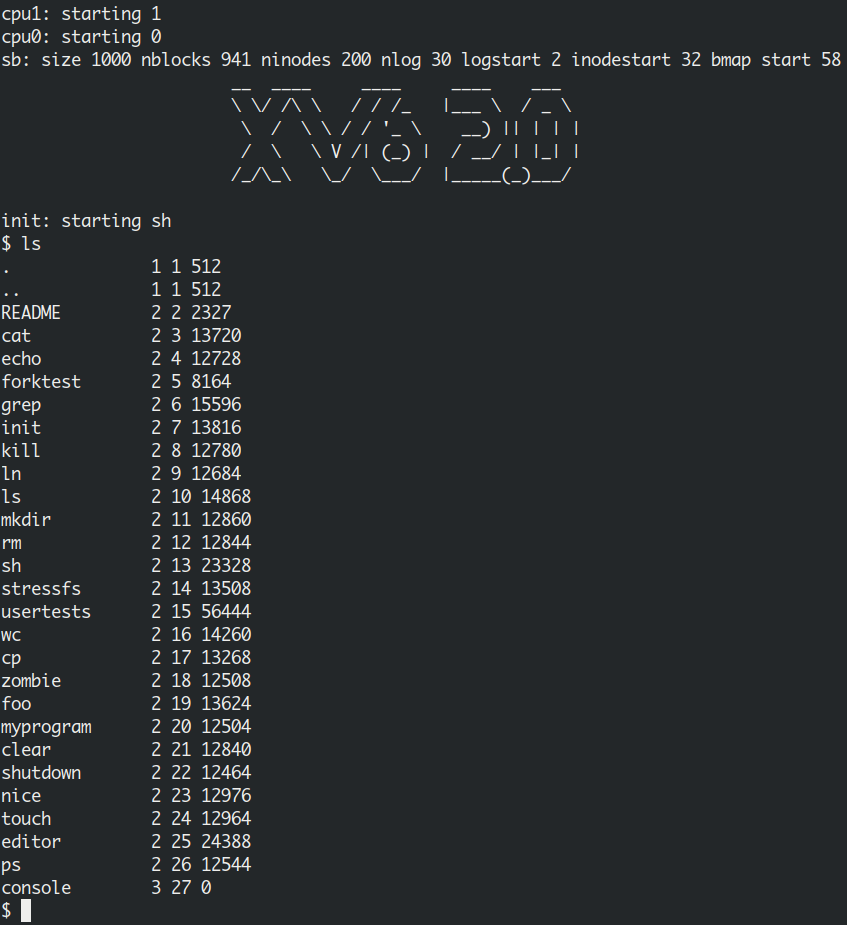 cpu1: starting 1
cpu0: starting 0
sb: size 1000 nblocks 941 ninodes 200 nlog 30 logstart 2 inodestart 32 bmap start 58
XV6 2.0
init: starting sh
$ ls
. 1 1 512
.. 1 1 512
README 2 2 2327
cat 2 3 13720
echo 2 4 12728
forktest 2 5 8164
grep 2 6 15596
init 2 7 13816
kill 2 8 12780
ln 2 9 12684
ls 2 10 14868
mkdir 2 11 12860
rm 2 12 12844
sh 2 13 23328
stressfs 2 14 13508
usertests 2 15 56444
wc 2 16 14260
cp 2 17 13268
zombie 2 18 12508
foo 2 19 13624
myprogram 2 20 12504
clear 2 21 12840
shutdown 2 22 12464
nice 2 23 12976
touch 2 24 12964
editor 2 25 24388
ps 2 26 12544
console 3 27 0
$